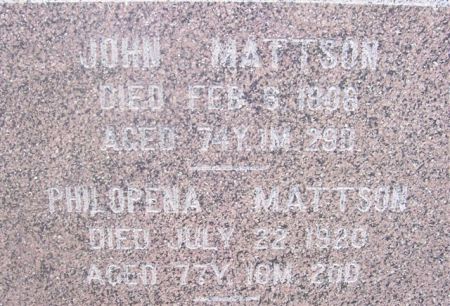 JOHN MATTSON
DIED FEB. 6 1906
AGED 74Y. 1M. 29D.
PHILOPENA MATTSON
DIED JULY 22 1920
AGED 77Y. 10M. 20D.